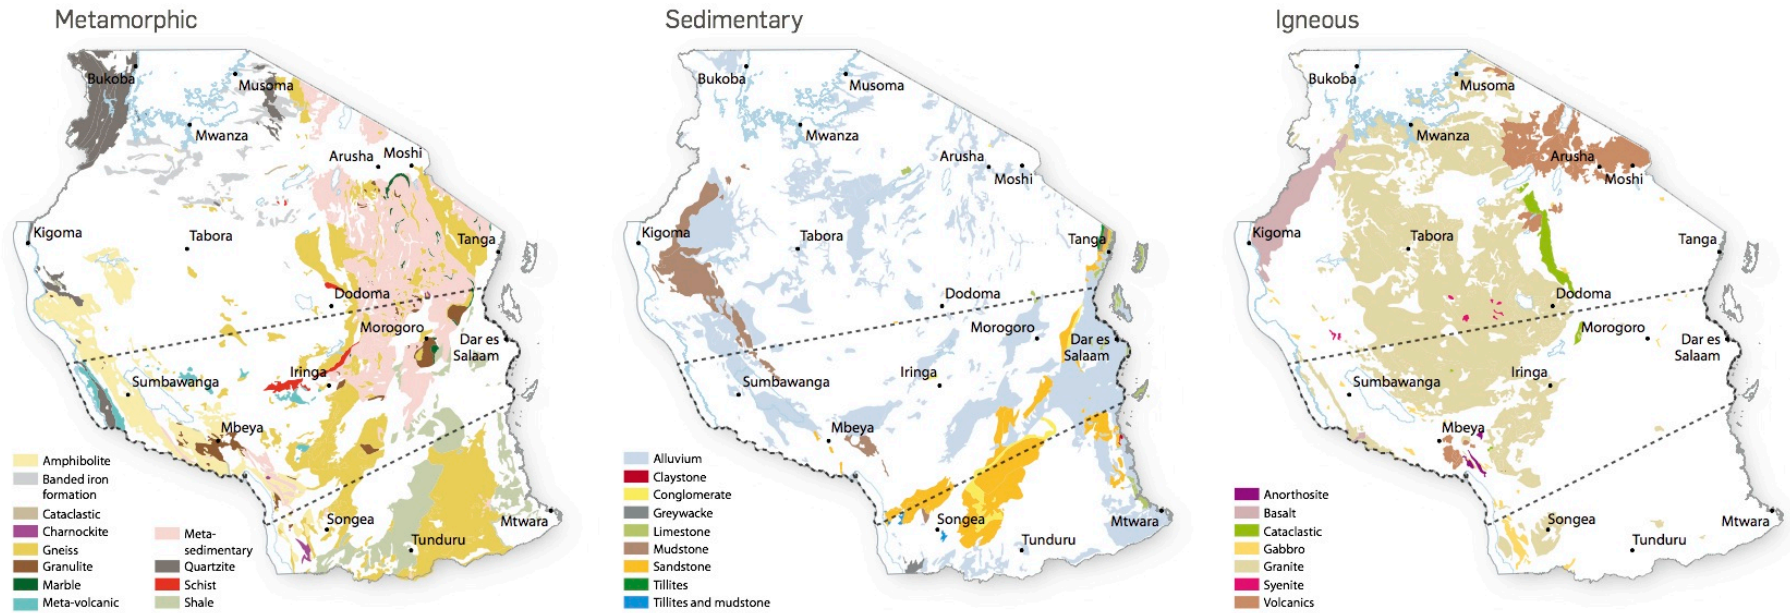 Metamorphic
Bukoba
Musoma
Mwanza
Arusha
Moshi
Kigoma
Tabora
Tanga
Dodoma
Morogoro
Dar es
Salaam
Iringa
Sumbawanga
Mbeya
Songea
Mtwara
Tunduru
Amphibolite
Banded iron
formation
Cataclastic
Charnockite
Gneiss
Granulite
Marble
Meta-volcanic
Meta-
sedimentary
Quartzite
Schist
Shale
Sedimentary
Bukoba
Musoma
Mwanza
Arusha
Moshi
Kigoma
Tabora
Tanga
Dodoma
Morogoro
Dar es
Salaam
Iringa
Sumbawanga
Mbeya
Songea
Mtwara
Tunduru
Alluvium
Claystone
Conglomerate
Greywacke
Limestone
Mudstone
Sandstone
Tillites
Tillites and mudstone
Igneous
Bukoba
Musoma
Mwanza
Arusha
Moshi
Kigoma
Tabora
Tanga
Dodoma
Morogoro
Dar es
Salaam
Iringa
Sumbawanga
Mbeya
Songea
Mtwara
Tunduru
Anorthosite
Basalt
Cataclastic
Gabbro
Granite
Syenite
Volcanics